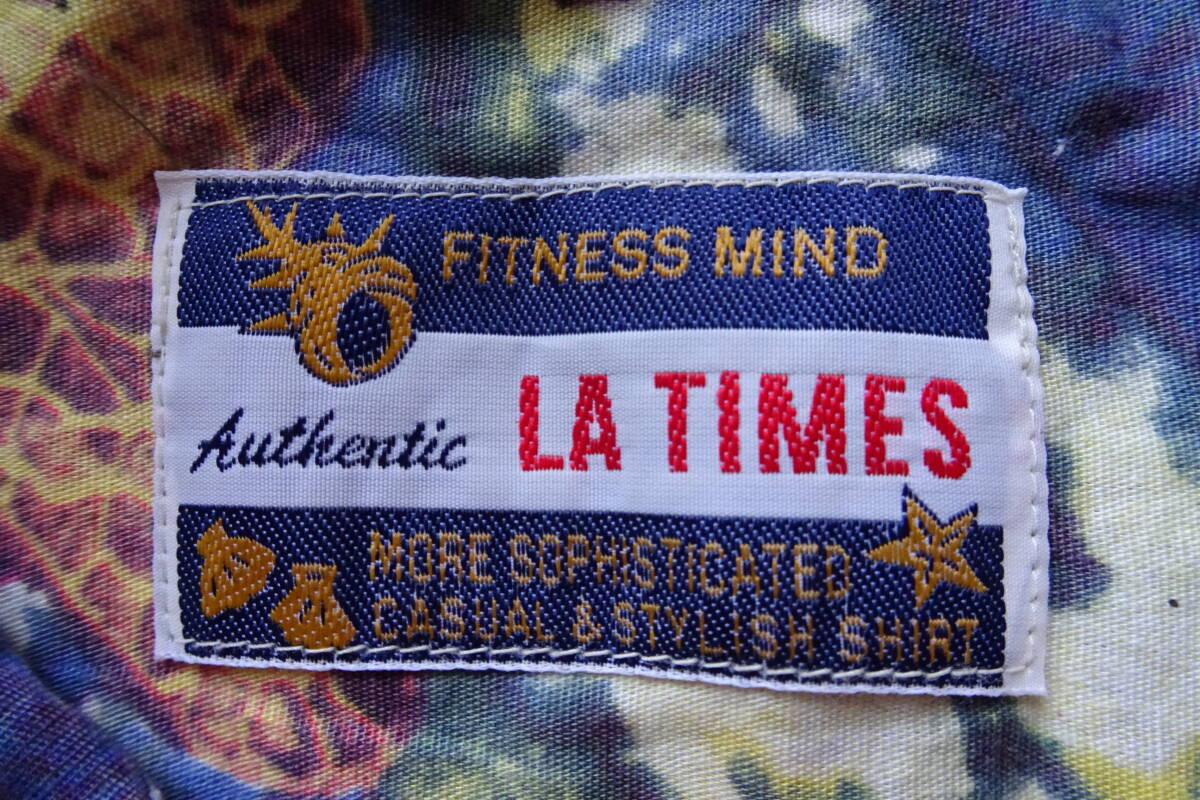 FITNESS MIND
Authentic LA TIMES
MORE SOPHISTICATED
CASUAL & STYLISH SHIRT